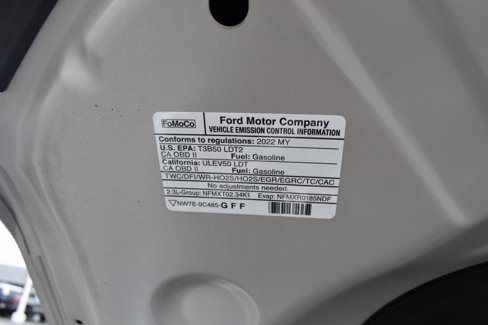 FoMoCo
Ford Motor Company
VEHICLE EMISSION CONTROL INFORMATION
Conforms to regulations: 2022 MY
U.S. EPA: T3B50 LDT2
CA OBD II Fuel: Gasoline
California: ULEV50 LDT
CA OBD II Fuel: Gasoline
TWC/DFI/WR-HO2S/HO2S/EGR/EGRC/TC/CAC
No adjustments needed.
2.3L-Group: NFMXT02.34K1 Evap: NFMXR0185NDF
NW7E-9C485-GFF